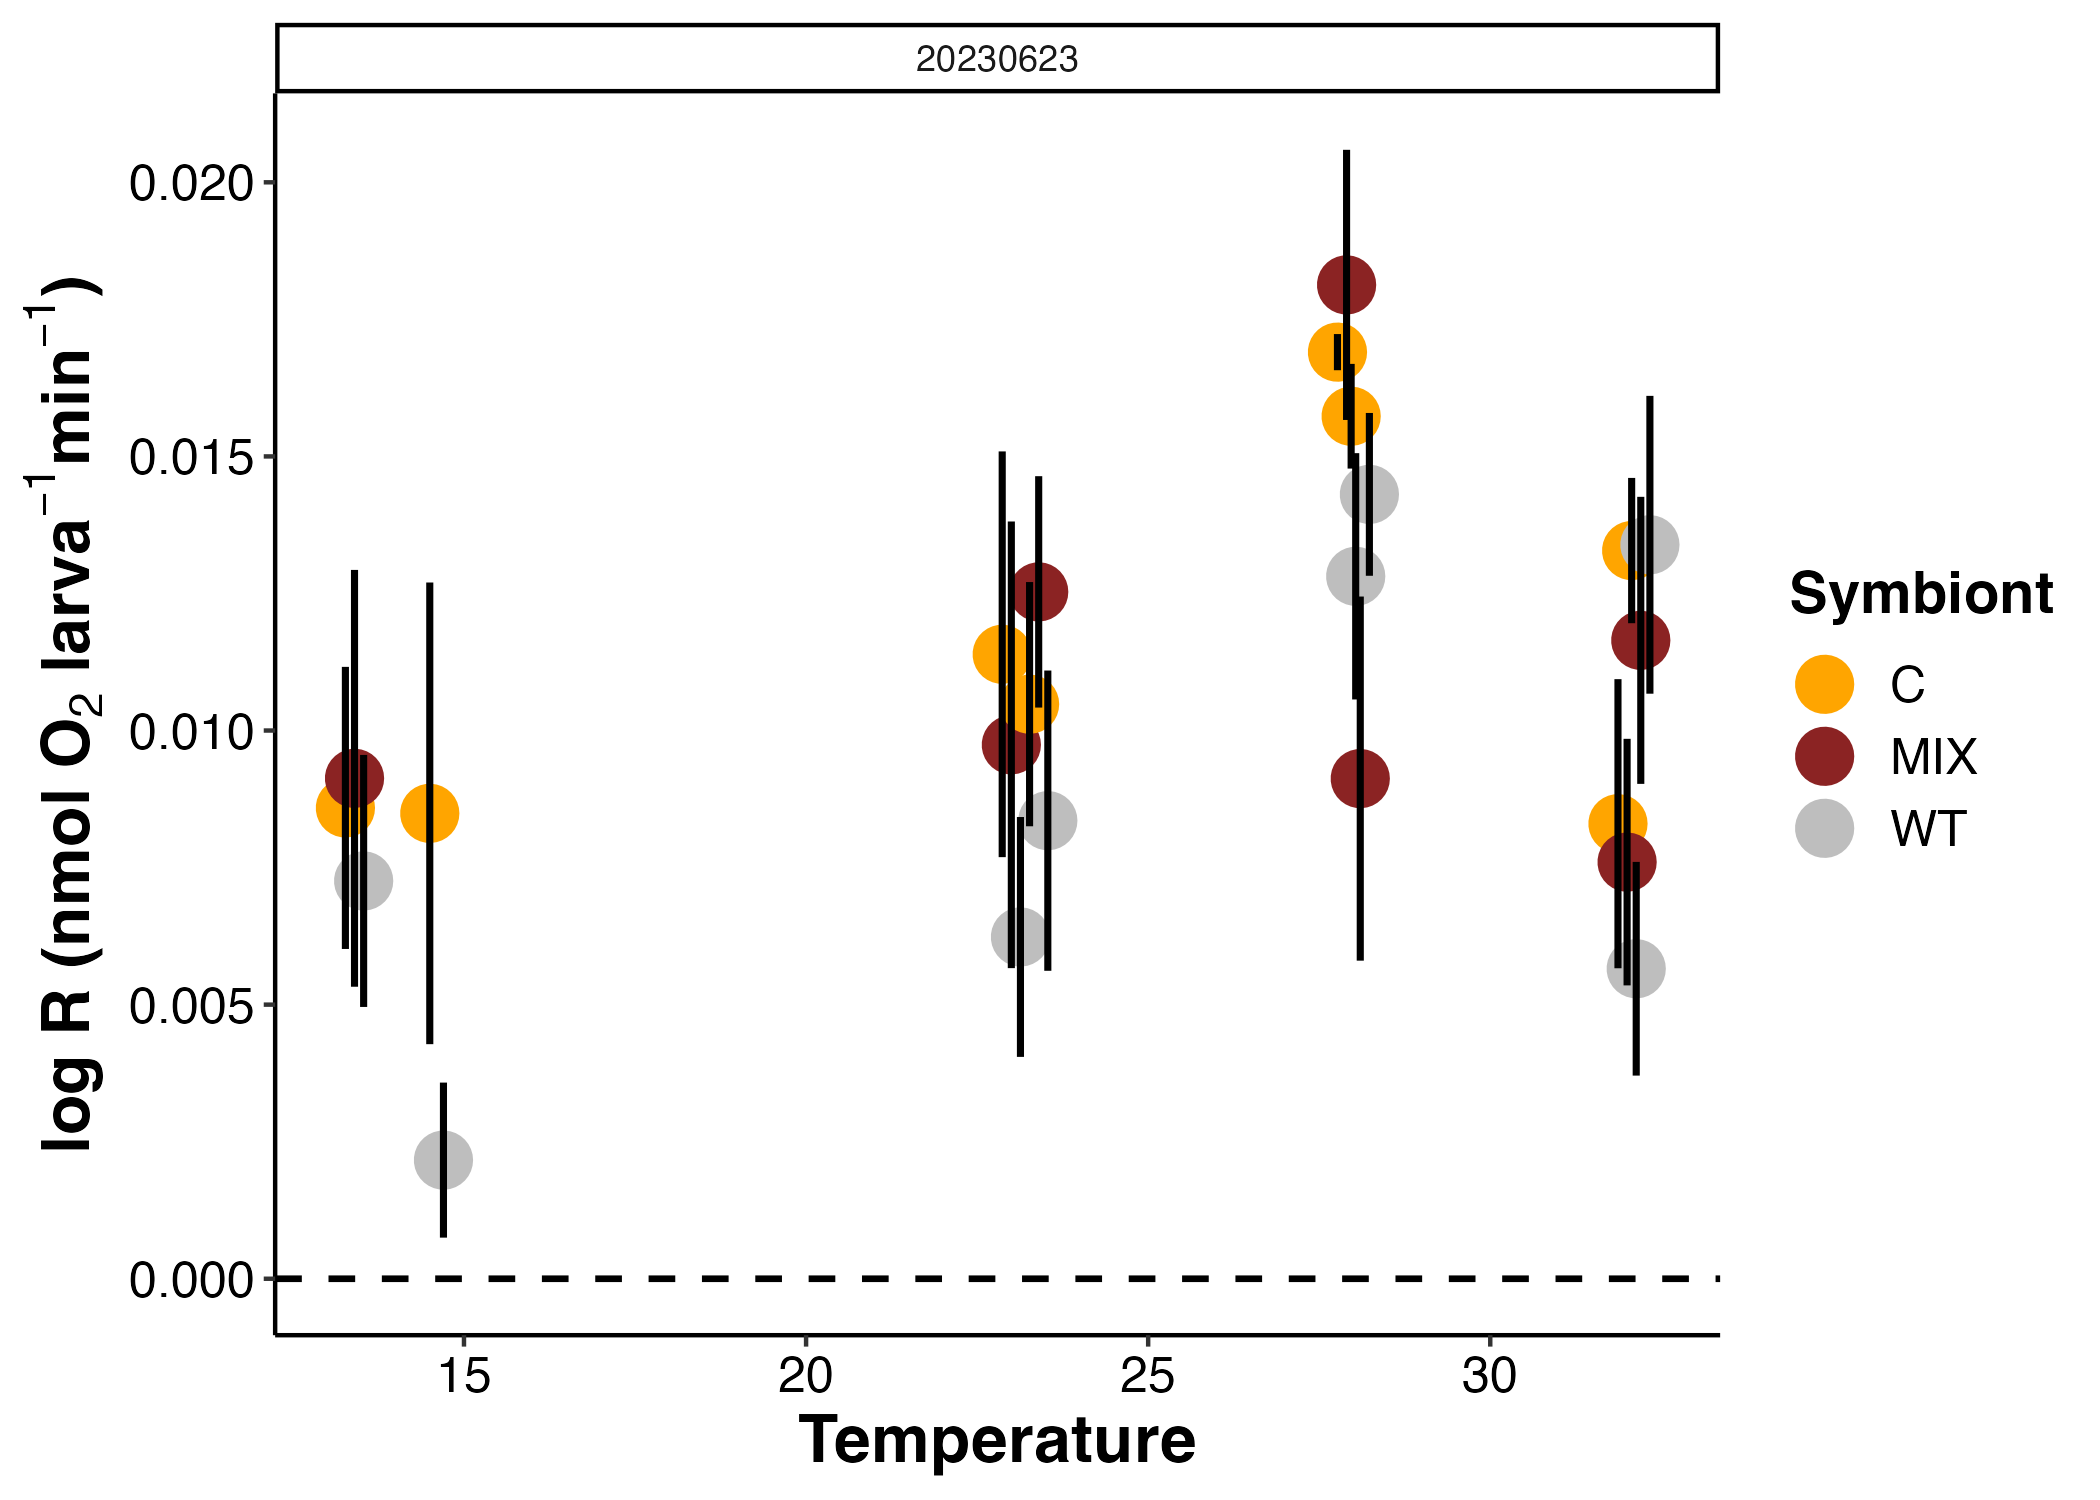 20230623
log R (nmol O₂ larva⁻¹min⁻¹)
0.020
0.015
0.010
0.005
0.000
15 20 25 30
Temperature
Symbiont
C
MIX
WT